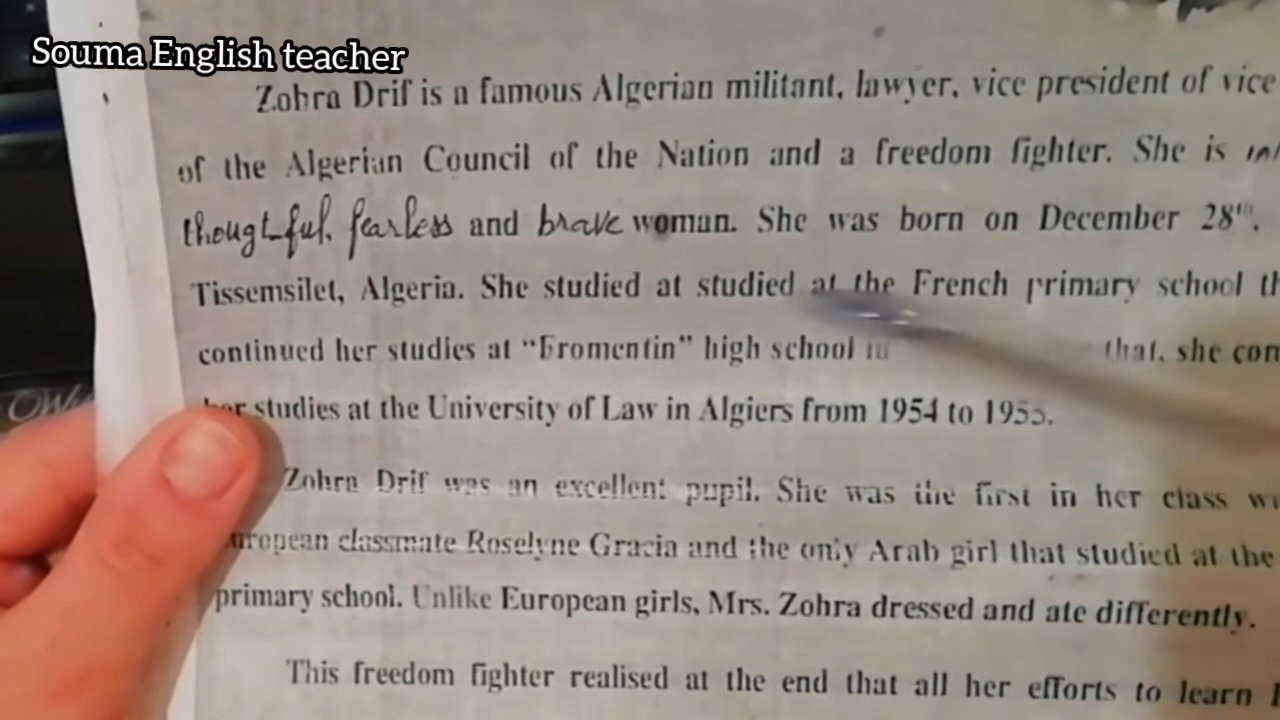 Souma English teacher
Zohra Drif is a famous Algerian militant, lawyer, vice president of vice
of the Algerian Council of the Nation and a freedom fighter. She is
thoughtful, fearless and brave woman. She was born on December 28th,
Tissemsilet, Algeria. She studied at studied at the French primary school
continued her studies at "Fromentin" high school that, she
her studies at the University of Law in Algiers from 1954 to 1955.
Zohra Drif was an excellent pupil. She was the first in her class
European classmate Roselyne Gracia and the only Arab girl that studied at the
primary school. Unlike European girls, Mrs. Zohra dressed and ate differently.
This freedom fighter realised at the end that all her efforts to learn